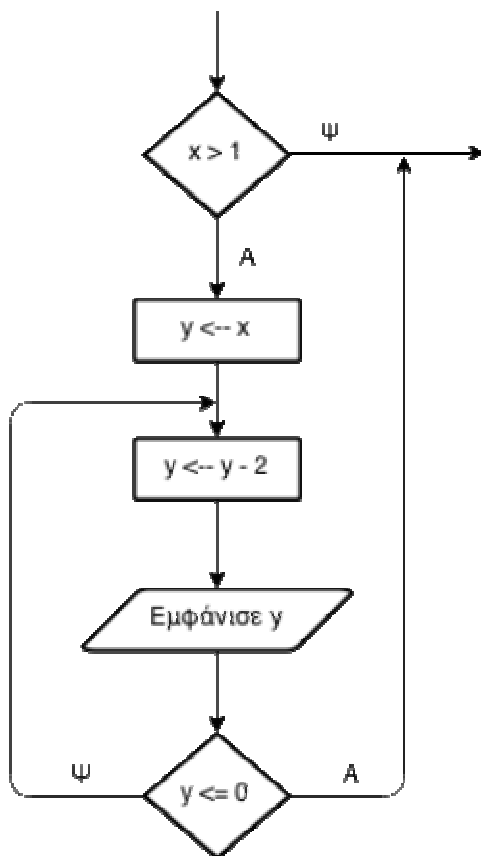 x > 1
Ψ
Α
y <-- x
y <-- y - 2
Εμφάνισε y
Ψ
y <= 0
Α